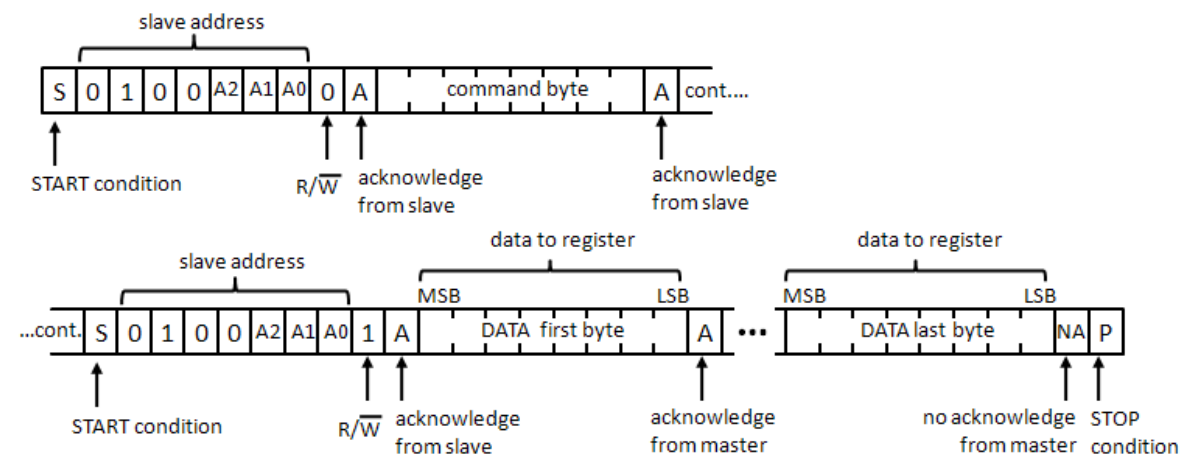 slave address
S 0 1 0 0 A2 A1 A0 0 A command byte A cont....
START condition
R/W̅
acknowledge
from slave
acknowledge
from slave
data to register
data to register
slave address
MSB LSB MSB LSB
...cont. S 0 1 0 0 A2 A1 A0 1 A DATA first byte A ••• DATA last byte NA P
START condition
R/W̅
acknowledge
from slave
acknowledge
from master
no acknowledge
from master
STOP
condition